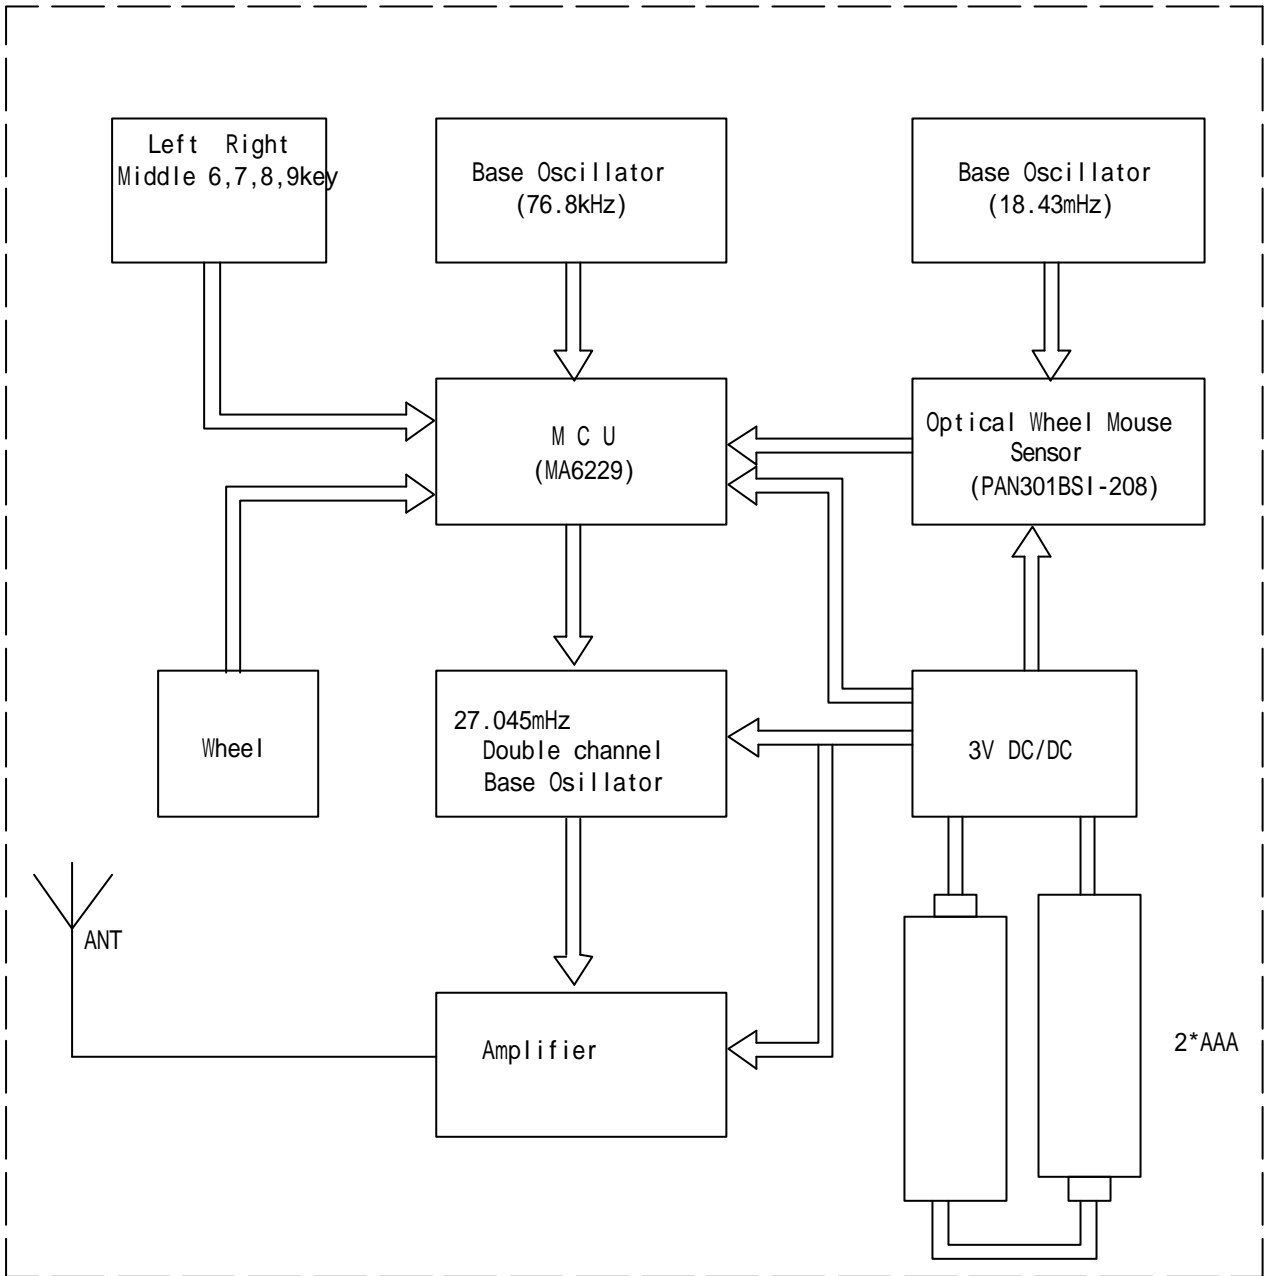 Left Right
Middle 6,7,8,9key
Base Oscillator
(76.8kHz)
Base Oscillator
(18.43mHz)
M C U
(MA6229)
Optical Wheel Mouse
Sensor
(PAN301BSI-208)
Wheel
27.045mHz
Double channel
Base Osillator
3V DC/DC
ANT
Amplifier
2*AAA